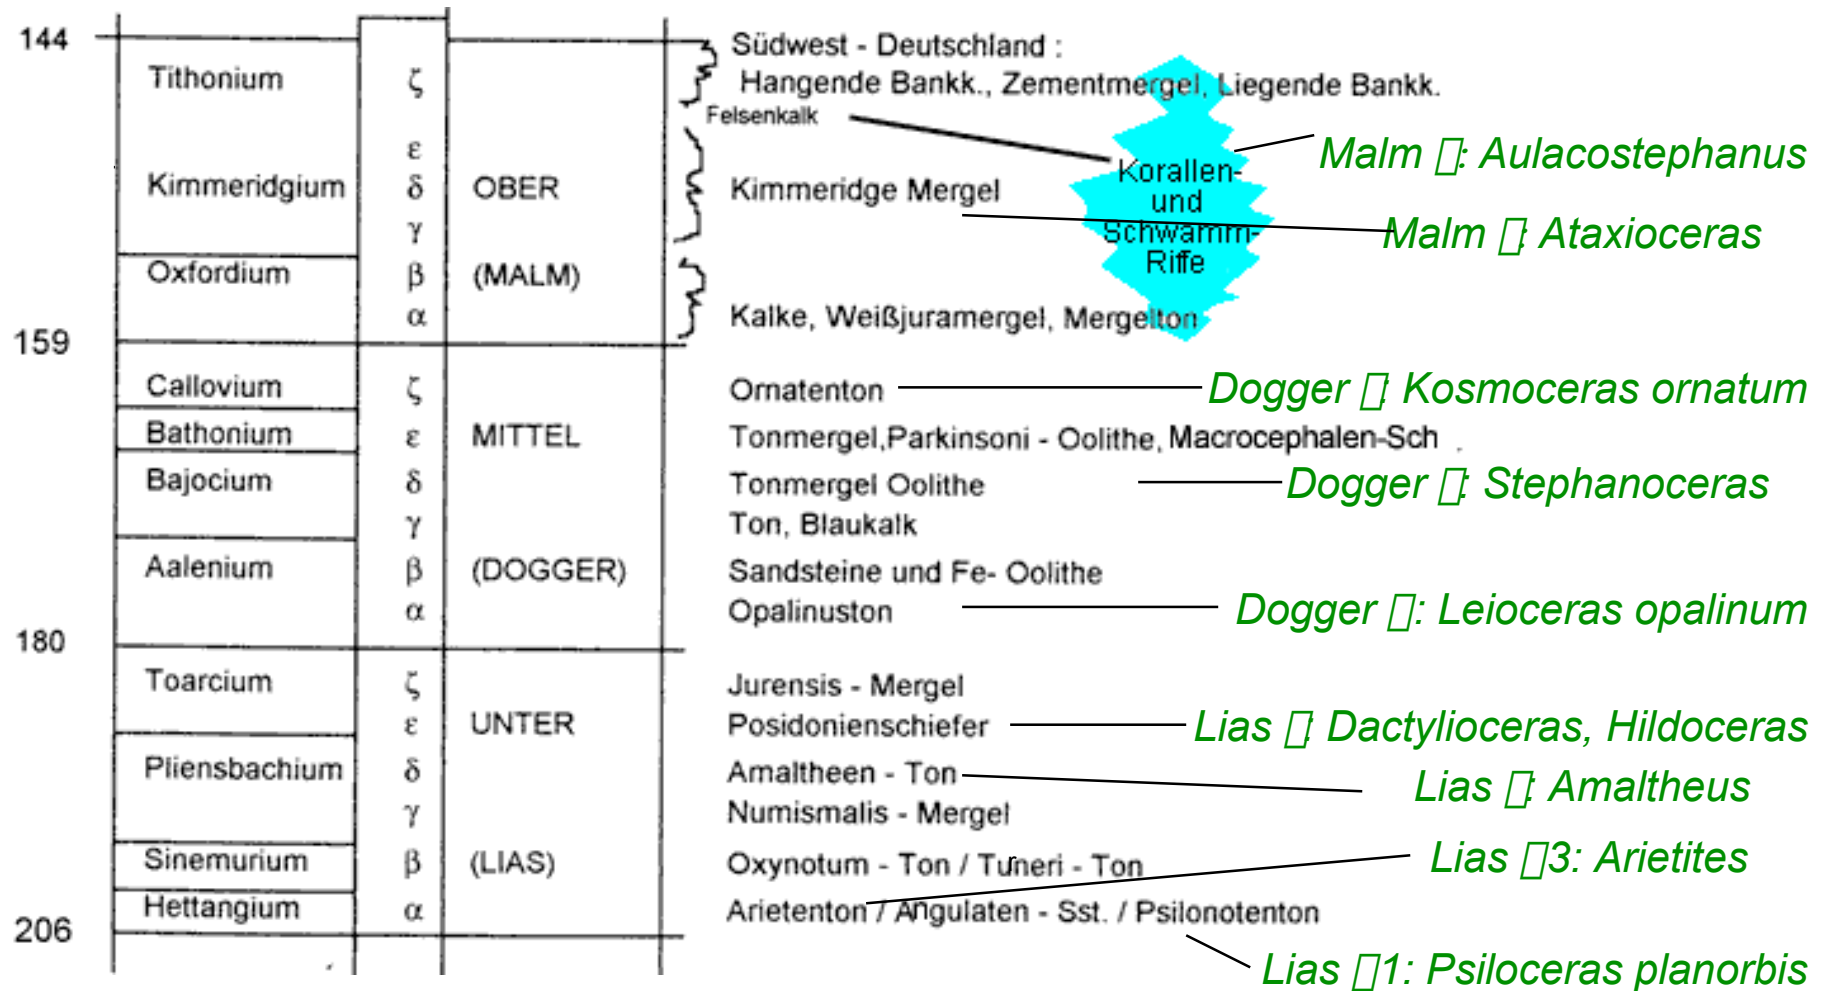 144
Südwest - Deutschland :
Tithonium ζ Hangende Bankk., Zementmergel, Liegende Bankk.
Felsenkalk
ε Malm □: Aulacostephanus
Kimmeridgium δ OBER Kimmeridge Mergel
Korallen-
und
Schwamm-
Riffe
γ Malm □: Ataxioceras
Oxfordium β (MALM)
α Kalke, Weißjuramergel, Mergelton
159
Callovium ζ Ornatenton Dogger □: Kosmoceras ornatum
Bathonium ε MITTEL Tonmergel,Parkinsoni - Oolithe, Macrocephalen-Sch .
Bajocium δ Tonmergel Oolithe Dogger □: Stephanoceras
γ Ton, Blaukalk
Aalenium β (DOGGER) Sandsteine und Fe- Oolithe
α Opalinuston Dogger □: Leioceras opalinum
180
Toarcium ζ Jurensis - Mergel
ε UNTER Posidonienschiefer Lias □: Dactylioceras, Hildoceras
Pliensbachium δ Amaltheen - Ton Lias □: Amaltheus
γ Numismalis - Mergel
Sinemurium β (LIAS) Oxynotum - Ton / Turneri - Ton Lias □3: Arietites
Hettangium α Arietenton / Angulaten - Sst. / Psilonotenton
206
Lias □1: Psiloceras planorbis